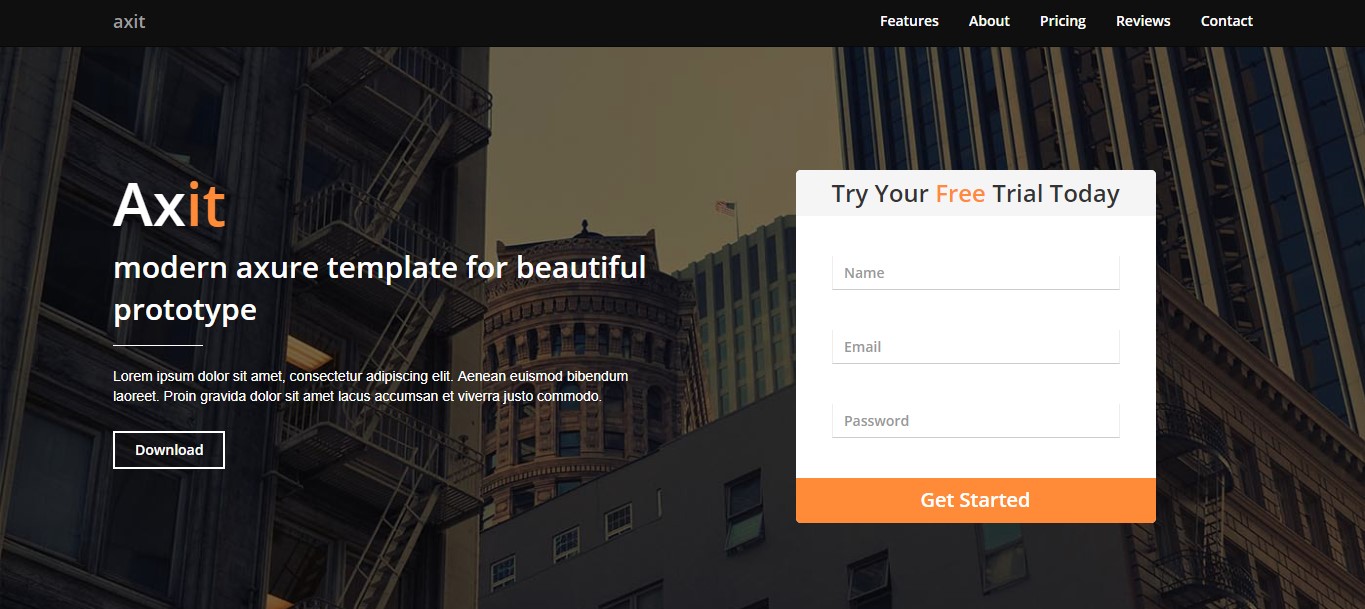 axit
Features About Pricing Reviews Contact
Axit
modern axure template for beautiful
prototype
Lorem ipsum dolor sit amet, consectetur adipiscing elit. Aenean euismod bibendum
laoreet. Proin gravida dolor sit amet lacus accumsan et viverra justo commodo.
Download
Try Your Free Trial Today
Name
Email
Password
Get Started